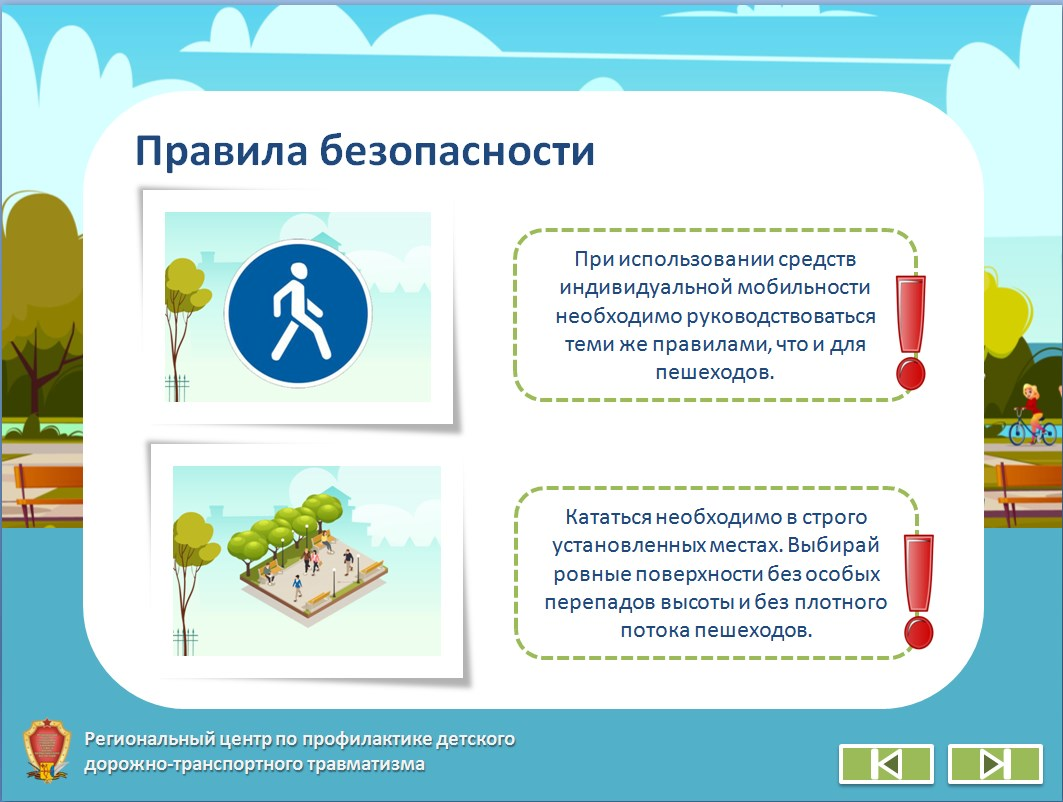 Правила безопасности
При использовании средств
индивидуальной мобильности
необходимо руководствоваться
теми же правилами, что и для
пешеходов.
Кататься необходимо в строго
установленных местах. Выбирай
ровные поверхности без особых
перепадов высоты и без плотного
потока пешеходов.
Региональный центр по профилактике детского
дорожно-транспортного травматизма